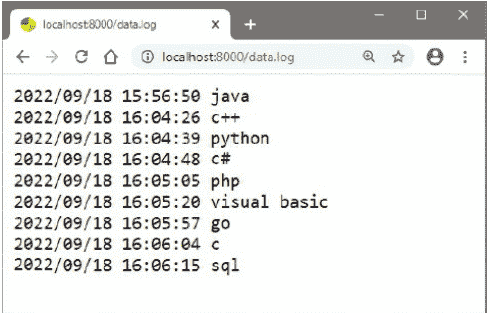 localhost:8000/data.log
localhost:8000/data.log
2022/09/18 15:56:50 java
2022/09/18 16:04:26 c++
2022/09/18 16:04:39 python
2022/09/18 16:04:48 c#
2022/09/18 16:05:05 php
2022/09/18 16:05:20 visual basic
2022/09/18 16:05:57 go
2022/09/18 16:06:04 c
2022/09/18 16:06:15 sql